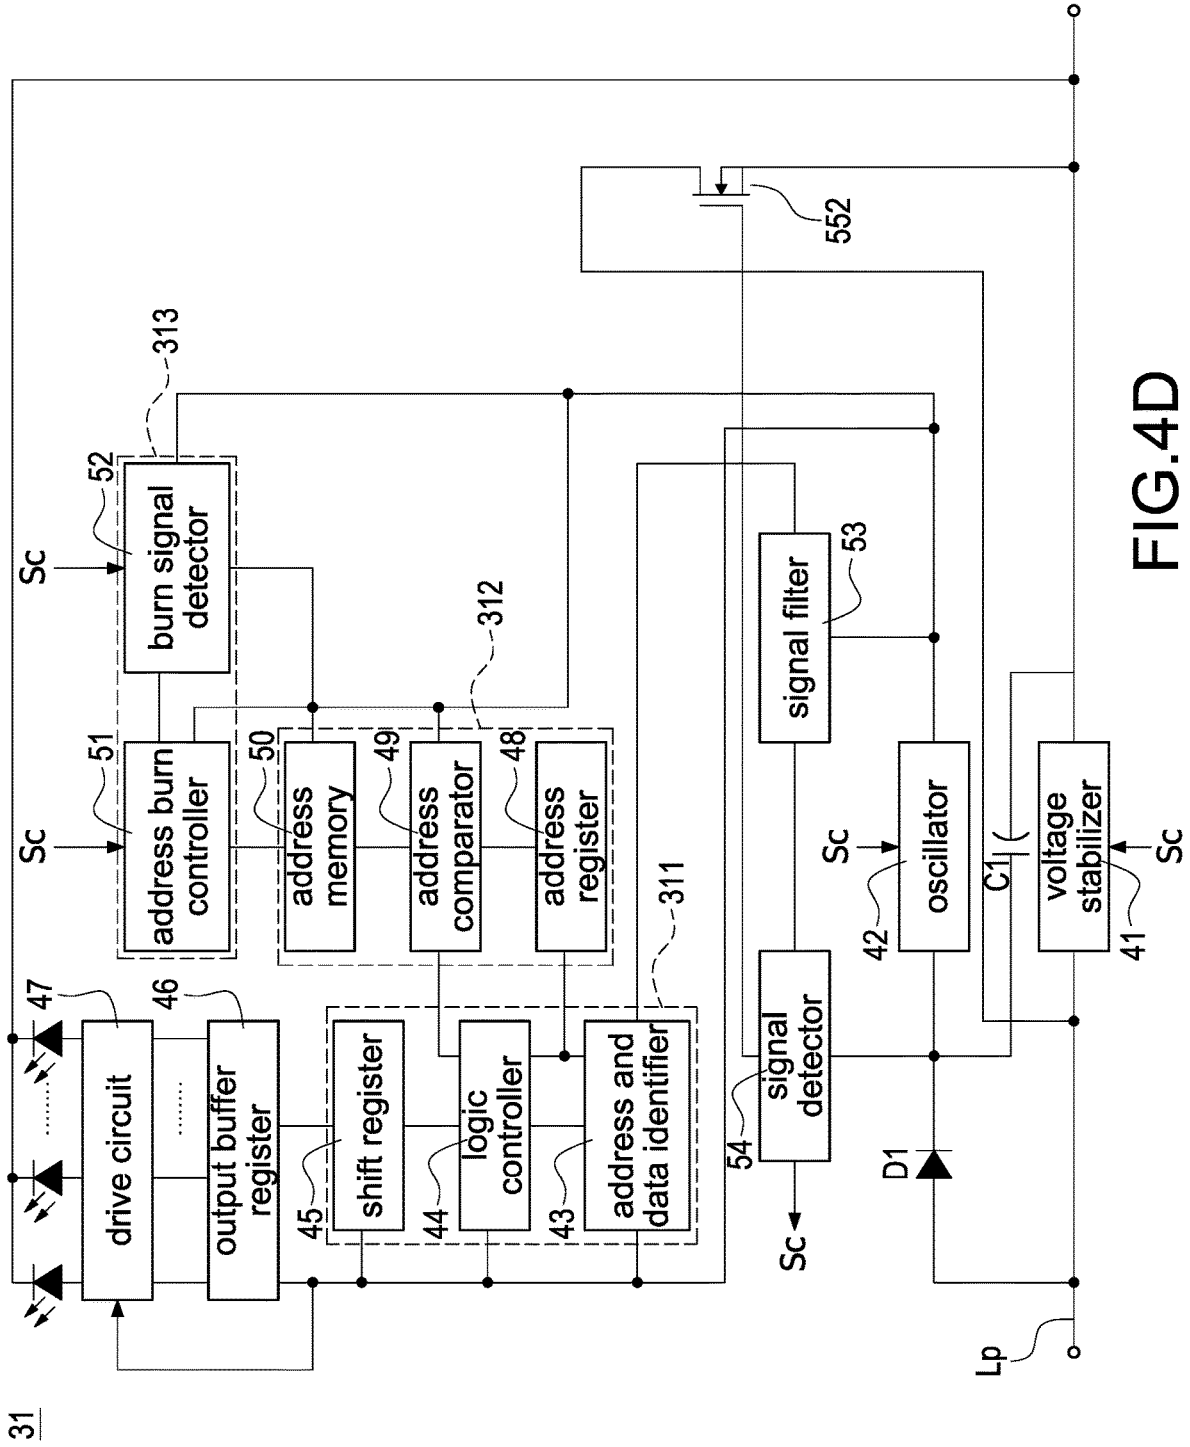 31
47
drive circuit
46
output buffer
register
45
shift register
44
logic
controller
43
address and
data identifier
311
Sc
51
address burn
controller
Sc
52
burn signal
detector
313
50
address
memory
49
address
comparator
48
address
register
312
54
signal
detector
Sc
53
signal filter
552
42
Sc
oscillator
D1
C1
41
voltage
stabilizer
Sc
Lp
FIG.4D